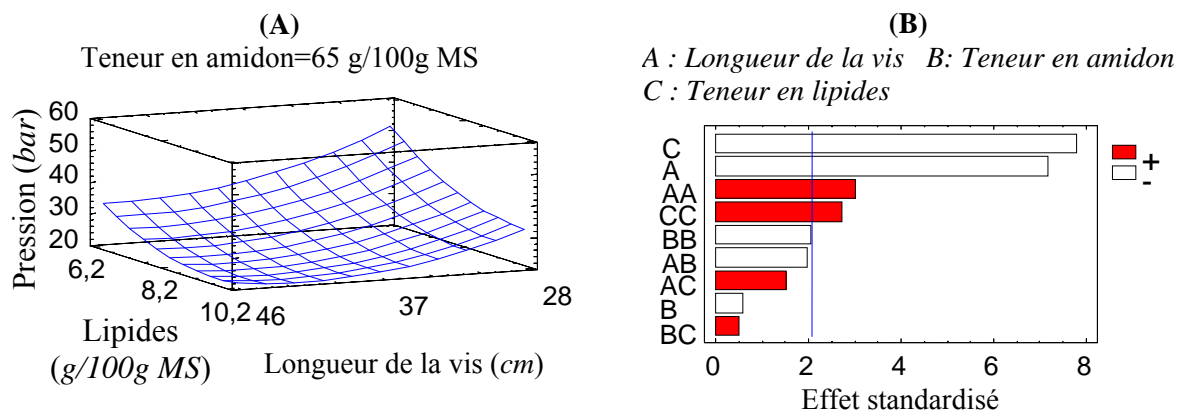 (A)
Teneur en amidon=65 g/100g MS
Pression (bar)
60
50
40
30
20
6,2
8,2
10,2
46
37
28
Lipides
(g/100g MS)
Longueur de la vis (cm)
(B)
A : Longueur de la vis B: Teneur en amidon
C : Teneur en lipides
C
A
AA
CC
BB
AB
AC
B
BC
+
-
0 2 4 6 8
Effet standardisé